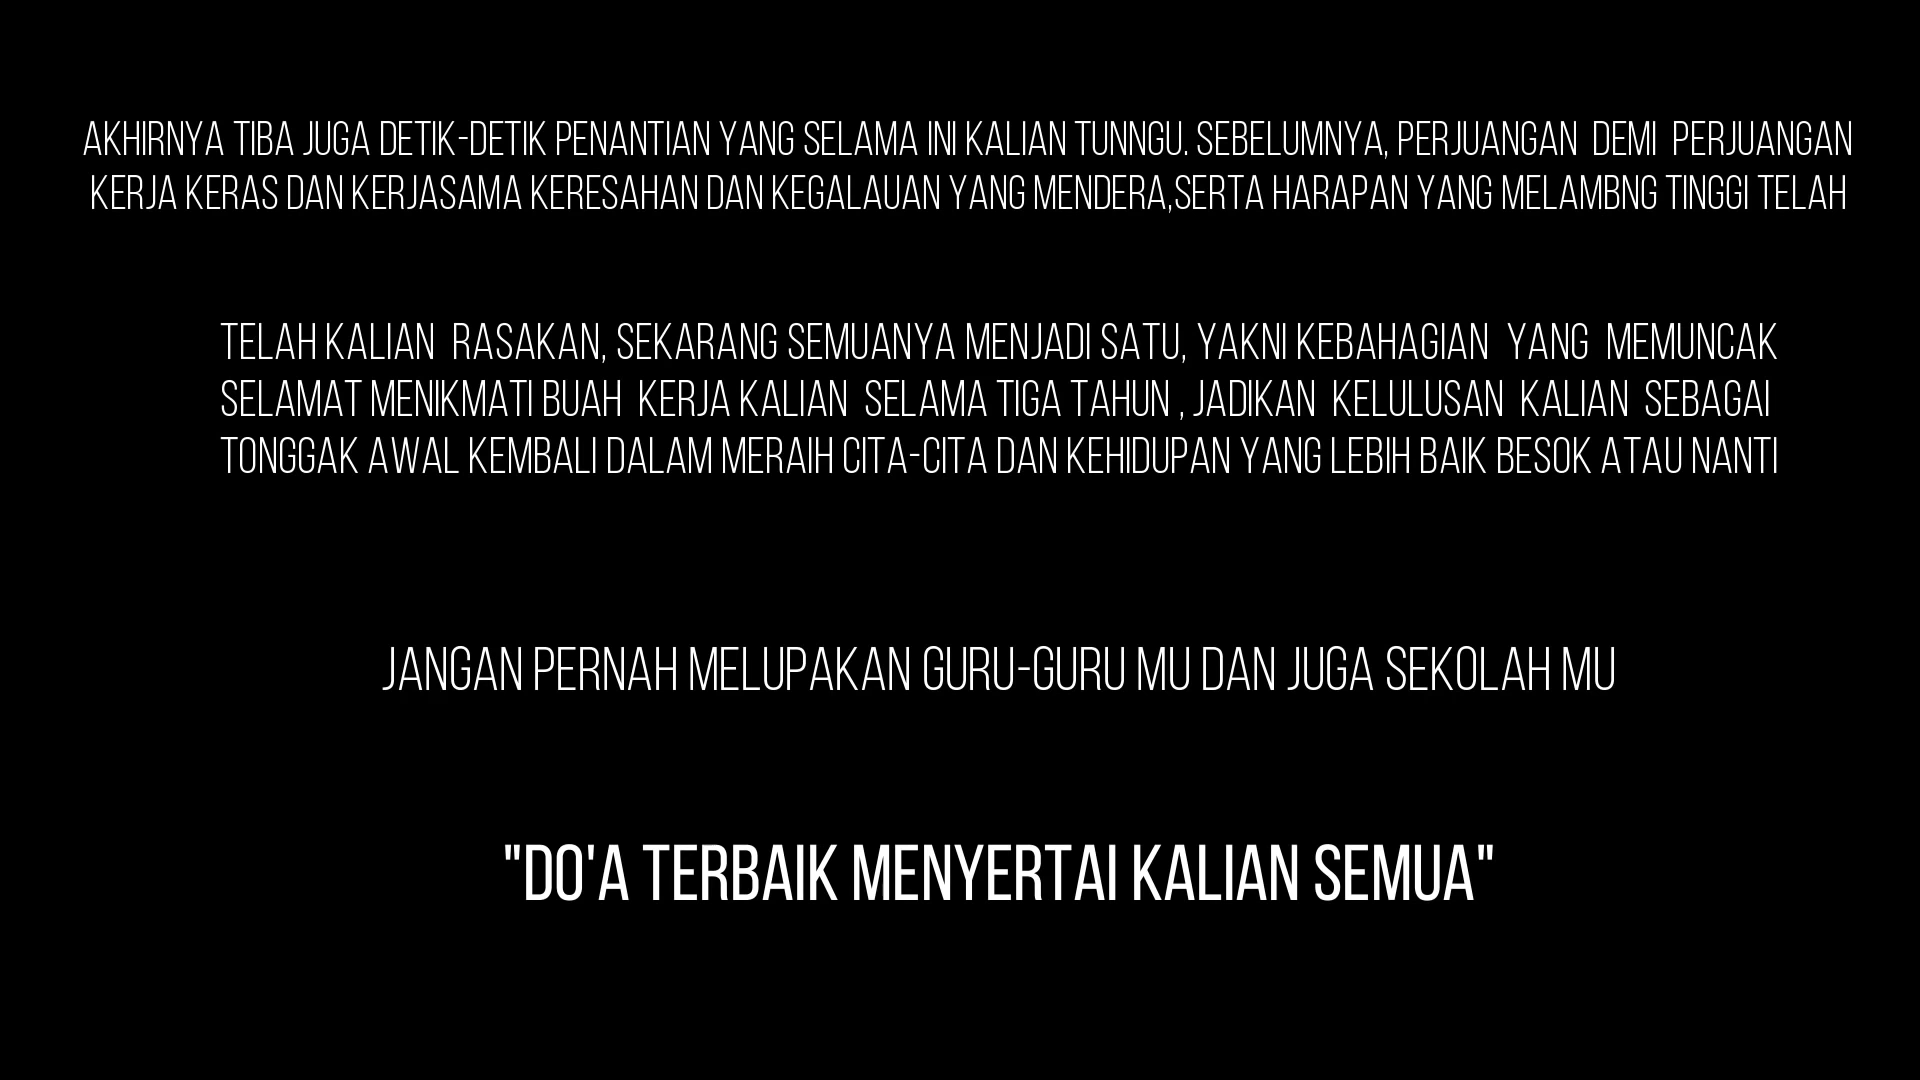 AKHIRNYA TIBA JUGA DETIK-DETIK PENANTIAN YANG SELAMA INI KALIAN TUNNGU. SEBELUMNYA, PERJUANGAN DEMI PERJUANGAN
KERJA KERAS DAN KERJASAMA KERESAHAN DAN KEGALAUAN YANG MENDERA,SERTA HARAPAN YANG MELAMBNG TINGGI TELAH
TELAH KALIAN RASAKAN, SEKARANG SEMUANYA MENJADI SATU, YAKNI KEBAHAGIAN YANG MEMUNCAK
SELAMAT MENIKMATI BUAH KERJA KALIAN SELAMA TIGA TAHUN , JADIKAN KELULUSAN KALIAN SEBAGAI
TONGGAK AWAL KEMBALI DALAM MERAIH CITA-CITA DAN KEHIDUPAN YANG LEBIH BAIK BESOK ATAU NANTI
JANGAN PERNAH MELUPAKAN GURU-GURU MU DAN JUGA SEKOLAH MU
"DO'A TERBAIK MENYERTAI KALIAN SEMUA"